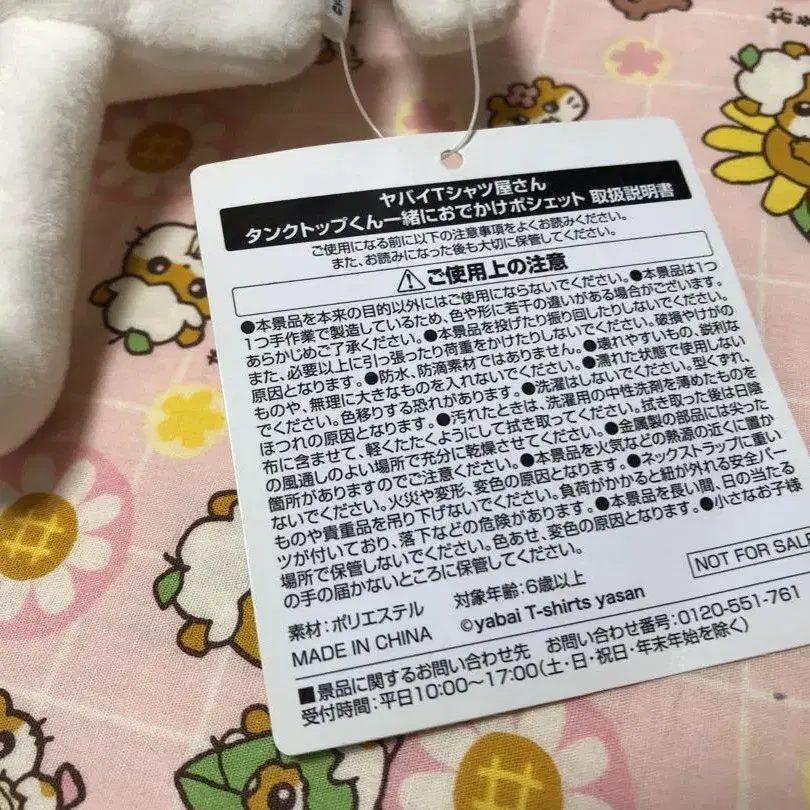 ヤバイTシャツ屋さん
タンクトップくん一緒におでかけポシェット 取扱説明書
ご使用になる前に以下の注意事項をよくお読みください。
また、お読みになった後も大切に保管してください。
ご使用上の注意
●本景品を本来の目的以外にはご使用にならないでください。●本景品は1つ
1つ手作業で製造しているため、色や形に若干の違いがある場合がございます。
あらかじめご了承ください。●本景品を投げたり振り回したりしないでください。
また、必要以上に引っ張ったり荷重をかけたりしないでください。破損やけがの
原因となります。●防水、防滴素材ではありません。●壊れやすいもの、鋭利な
ものや、無理に大きなものを入れないでください。●濡れた状態で使用しない
でください。色移りする恐れがあります。●洗濯はしないでください。型くずれ、
ほつれの原因となります。●汚れたときは、洗濯用の中性洗剤を薄めたものを
布に含ませて、軽くたたくようにして拭き取ってください。拭き取った後は日陰
の風通しのよい場所で充分に乾燥させてください。●金属製の部品には尖った
箇所がありますのでご注意ください。●本景品を火気などの熱源の近くに置か
ないでください。火災や変形、変色の原因となります。●ネックストラップに重い
ものや貴重品を吊り下げないでください。負荷がかかると紐が外れる安全パー
ツが付いており、落下などの危険があります。●本景品を長い間、日の当たる
場所で保管しないでください。色あせ、変色の原因となります。●小さなお子様
の手の届かないところに保管してください。
NOT FOR SALE
素材：ポリエステル 対象年齢：6歳以上
MADE IN CHINA ©yabai T-shirts yasan
■景品に関するお問い合わせ先 お問い合わせ番号：0120-551-761
受付時間：平日10:00〜17:00（土・日・祝日・年末年始を除く）